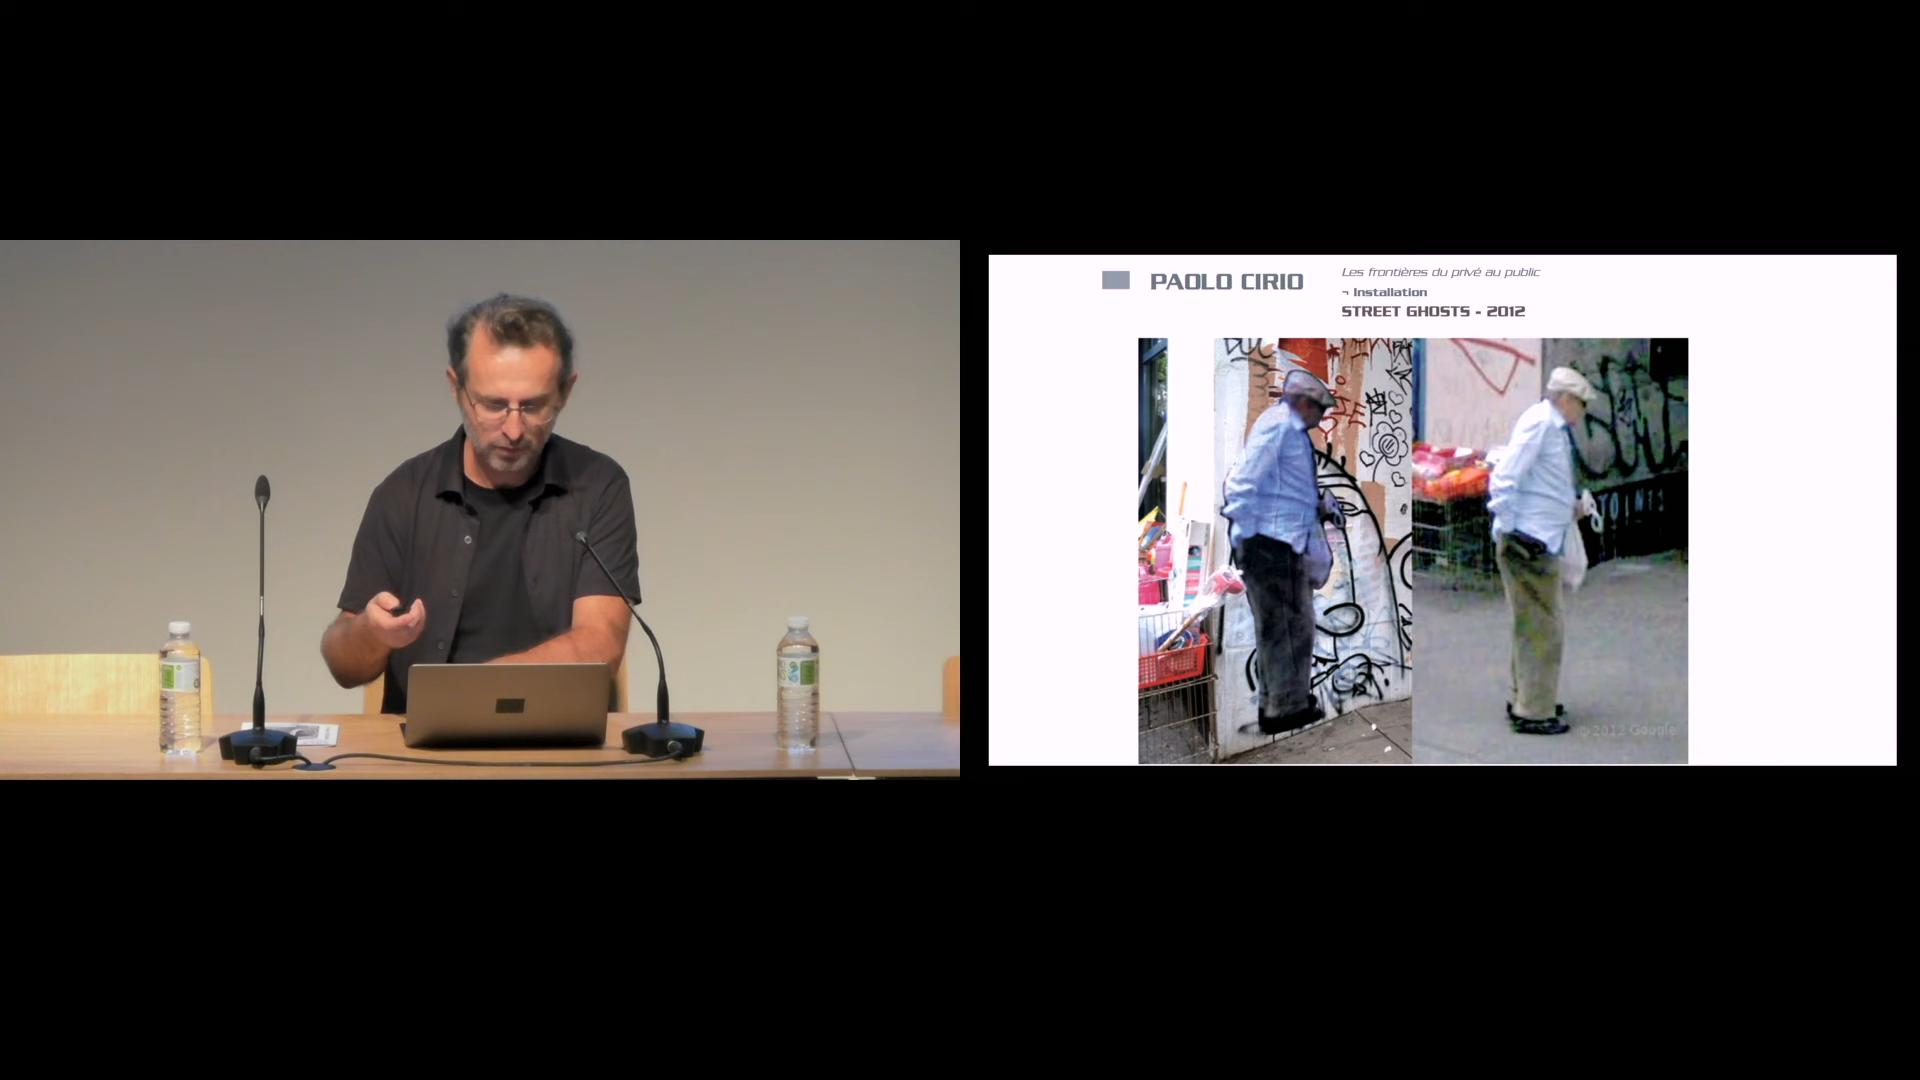 PAOLO CIRIO
Les frontières du privé au public
¬ Installation
STREET GHOSTS - 2012
©2012 Google